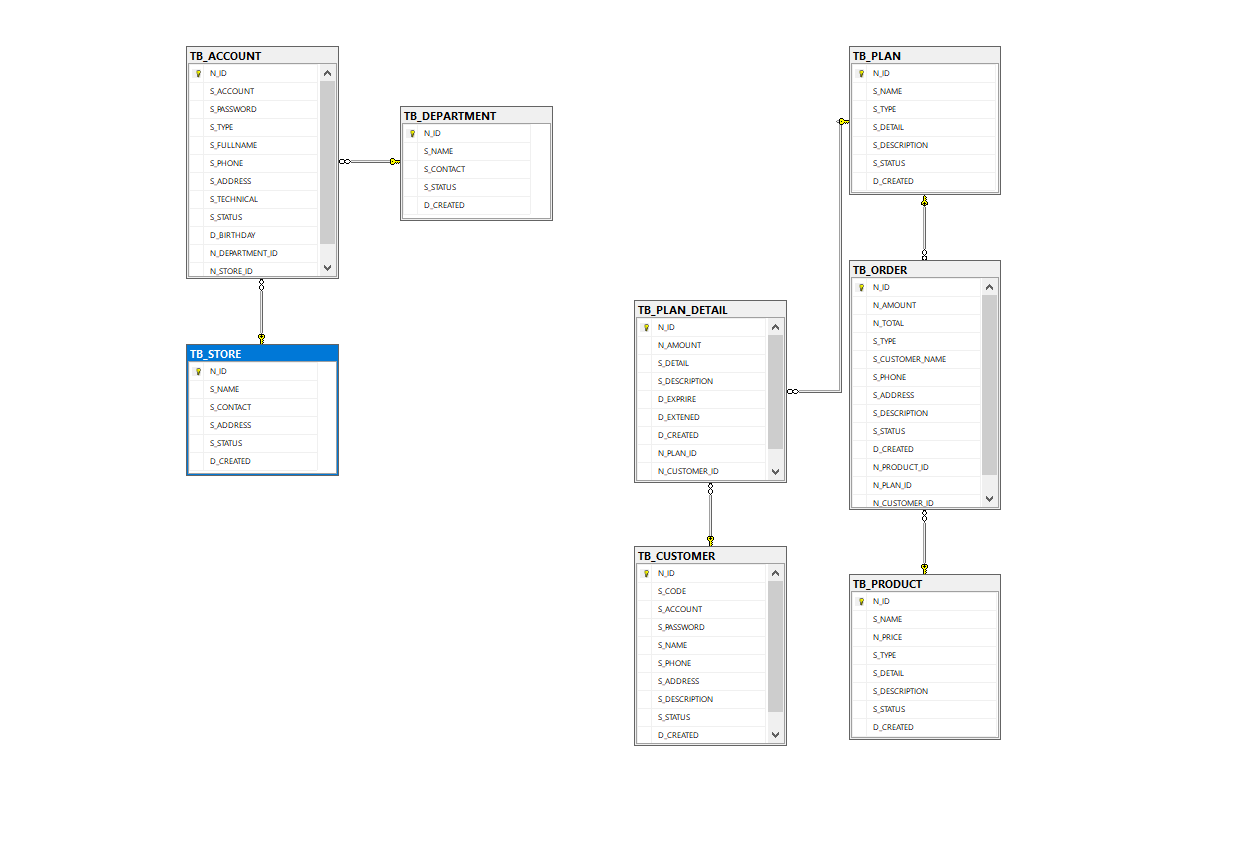 TB_ACCOUNT
N_ID
S_ACCOUNT
S_PASSWORD
S_TYPE
S_FULLNAME
S_PHONE
S_ADDRESS
S_TECHNICAL
S_STATUS
D_BIRTHDAY
N_DEPARTMENT_ID
N_STORE_ID
TB_DEPARTMENT
N_ID
S_NAME
S_CONTACT
S_STATUS
D_CREATED
TB_STORE
N_ID
S_NAME
S_CONTACT
S_ADDRESS
S_STATUS
D_CREATED
TB_PLAN_DETAIL
N_ID
N_AMOUNT
S_DETAIL
S_DESCRIPTION
D_EXPRIRE
D_EXTENED
D_CREATED
N_PLAN_ID
N_CUSTOMER_ID
TB_CUSTOMER
N_ID
S_CODE
S_ACCOUNT
S_PASSWORD
S_NAME
S_PHONE
S_ADDRESS
S_DESCRIPTION
S_STATUS
D_CREATED
TB_PLAN
N_ID
S_NAME
S_TYPE
S_DETAIL
S_DESCRIPTION
S_STATUS
D_CREATED
TB_ORDER
N_ID
N_AMOUNT
N_TOTAL
S_TYPE
S_CUSTOMER_NAME
S_PHONE
S_ADDRESS
S_DESCRIPTION
S_STATUS
D_CREATED
N_PRODUCT_ID
N_PLAN_ID
N_CUSTOMER_ID
TB_PRODUCT
N_ID
S_NAME
N_PRICE
S_TYPE
S_DETAIL
S_DESCRIPTION
S_STATUS
D_CREATED